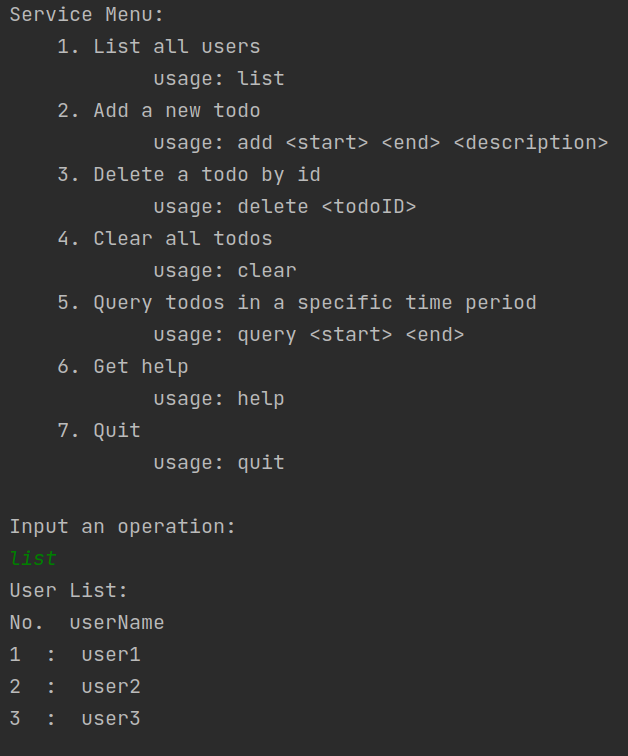 Service Menu:
1. List all users
usage: list
2. Add a new todo
usage: add <start> <end> <description>
3. Delete a todo by id
usage: delete <todoID>
4. Clear all todos
usage: clear
5. Query todos in a specific time period
usage: query <start> <end>
6. Get help
usage: help
7. Quit
usage: quit
Input an operation:
list
User List:
No.  userName
1  :  user1
2  :  user2
3  :  user3